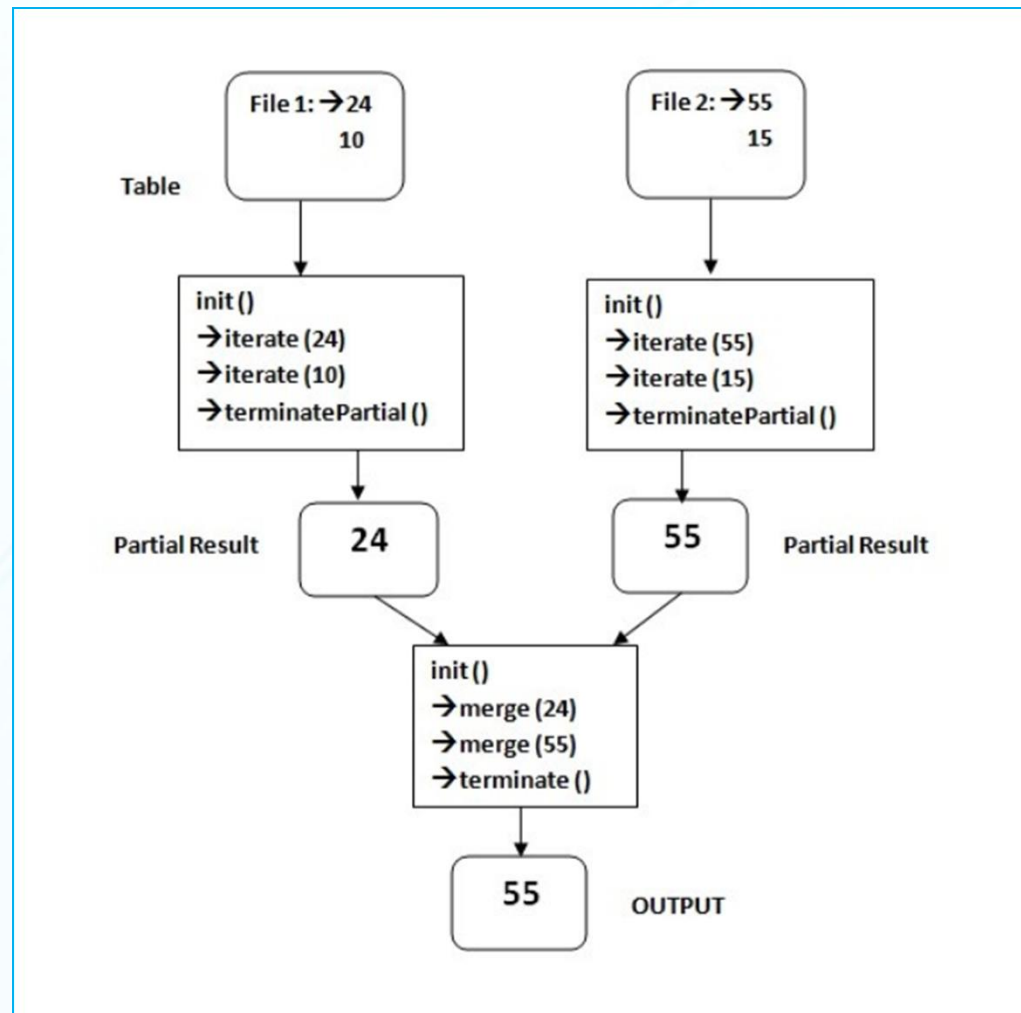 File 1: →24
10
File 2: →55
15
Table
init ()
→iterate (24)
→iterate (10)
→terminatePartial ()
init ()
→iterate (55)
→iterate (15)
→terminatePartial ()
Partial Result
24
55
Partial Result
init ()
→merge (24)
→merge (55)
→terminate ()
55
OUTPUT